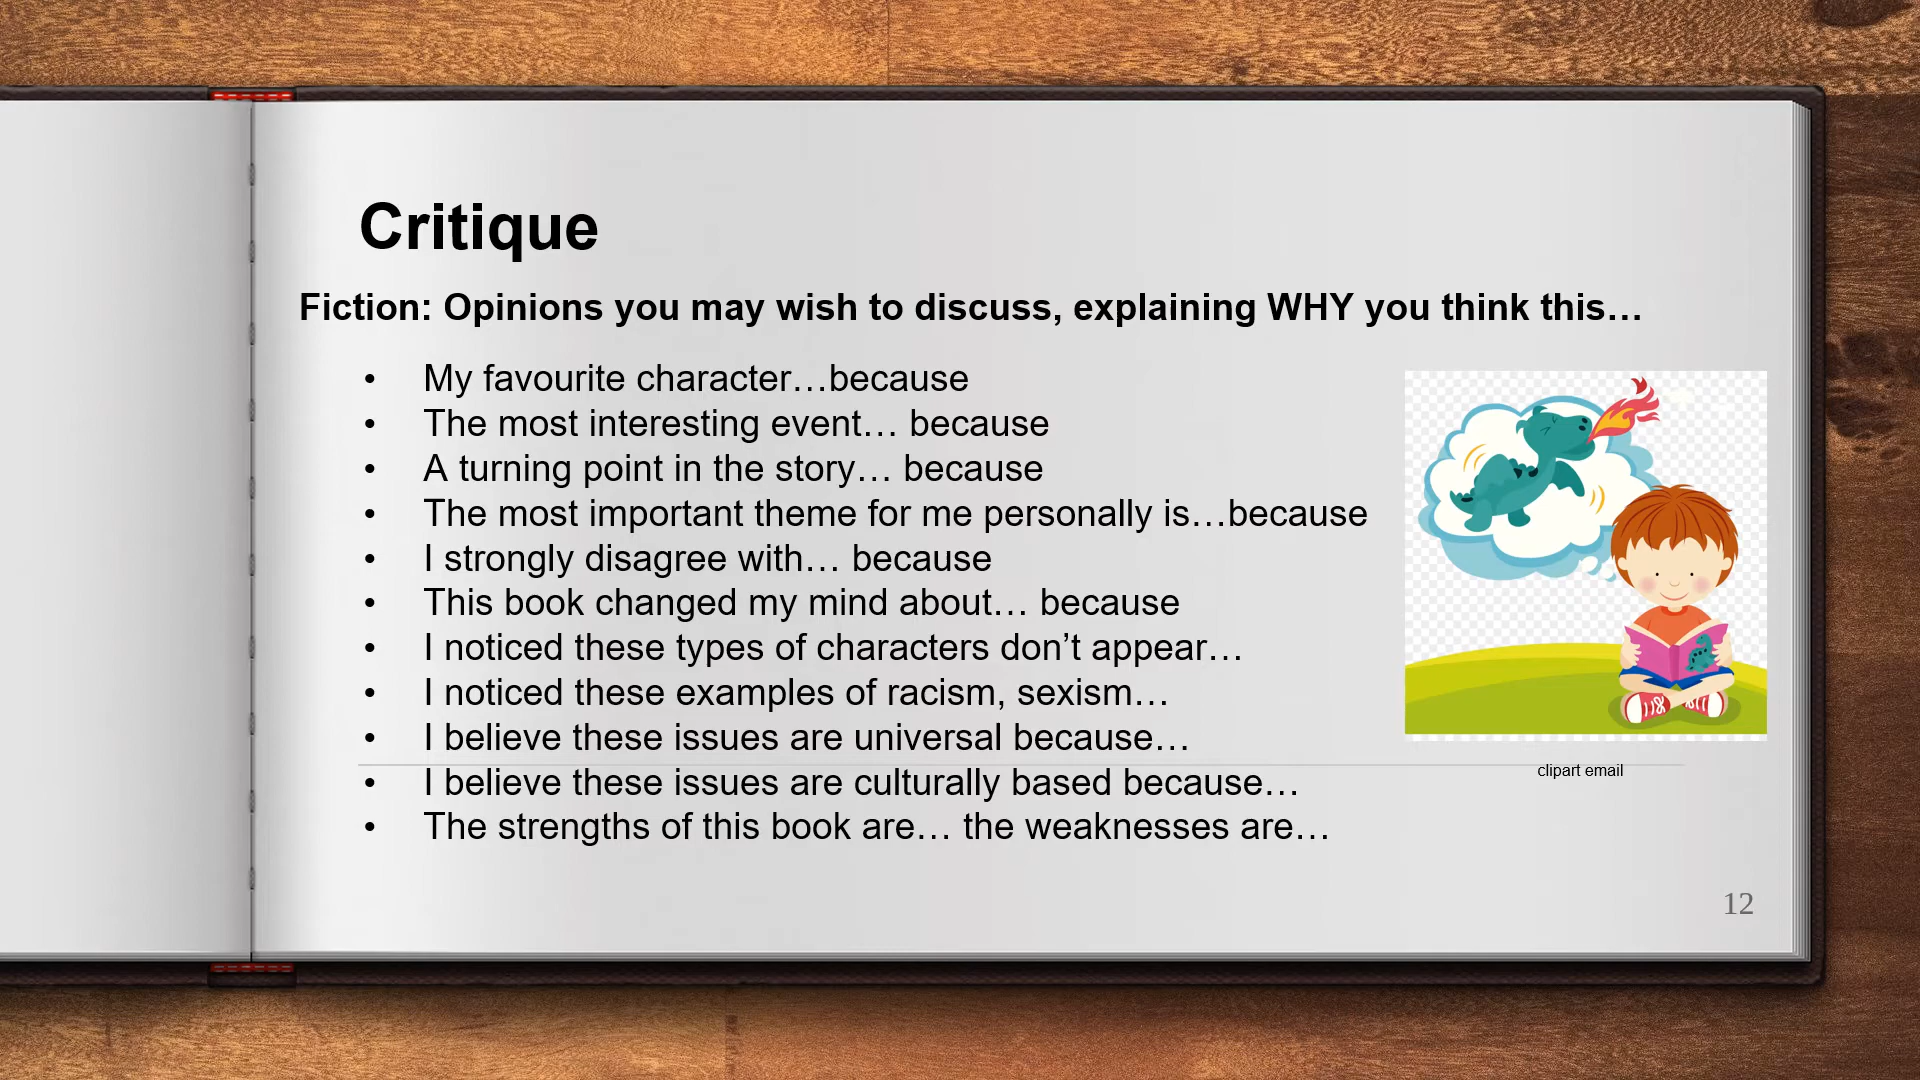 Critique
Fiction: Opinions you may wish to discuss, explaining WHY you think this…
• My favourite character…because
• The most interesting event… because
• A turning point in the story… because
• The most important theme for me personally is…because
• I strongly disagree with… because
• This book changed my mind about… because
• I noticed these types of characters don’t appear…
• I noticed these examples of racism, sexism…
• I believe these issues are universal because…
• I believe these issues are culturally based because…
• The strengths of this book are… the weaknesses are…
clipart email
12